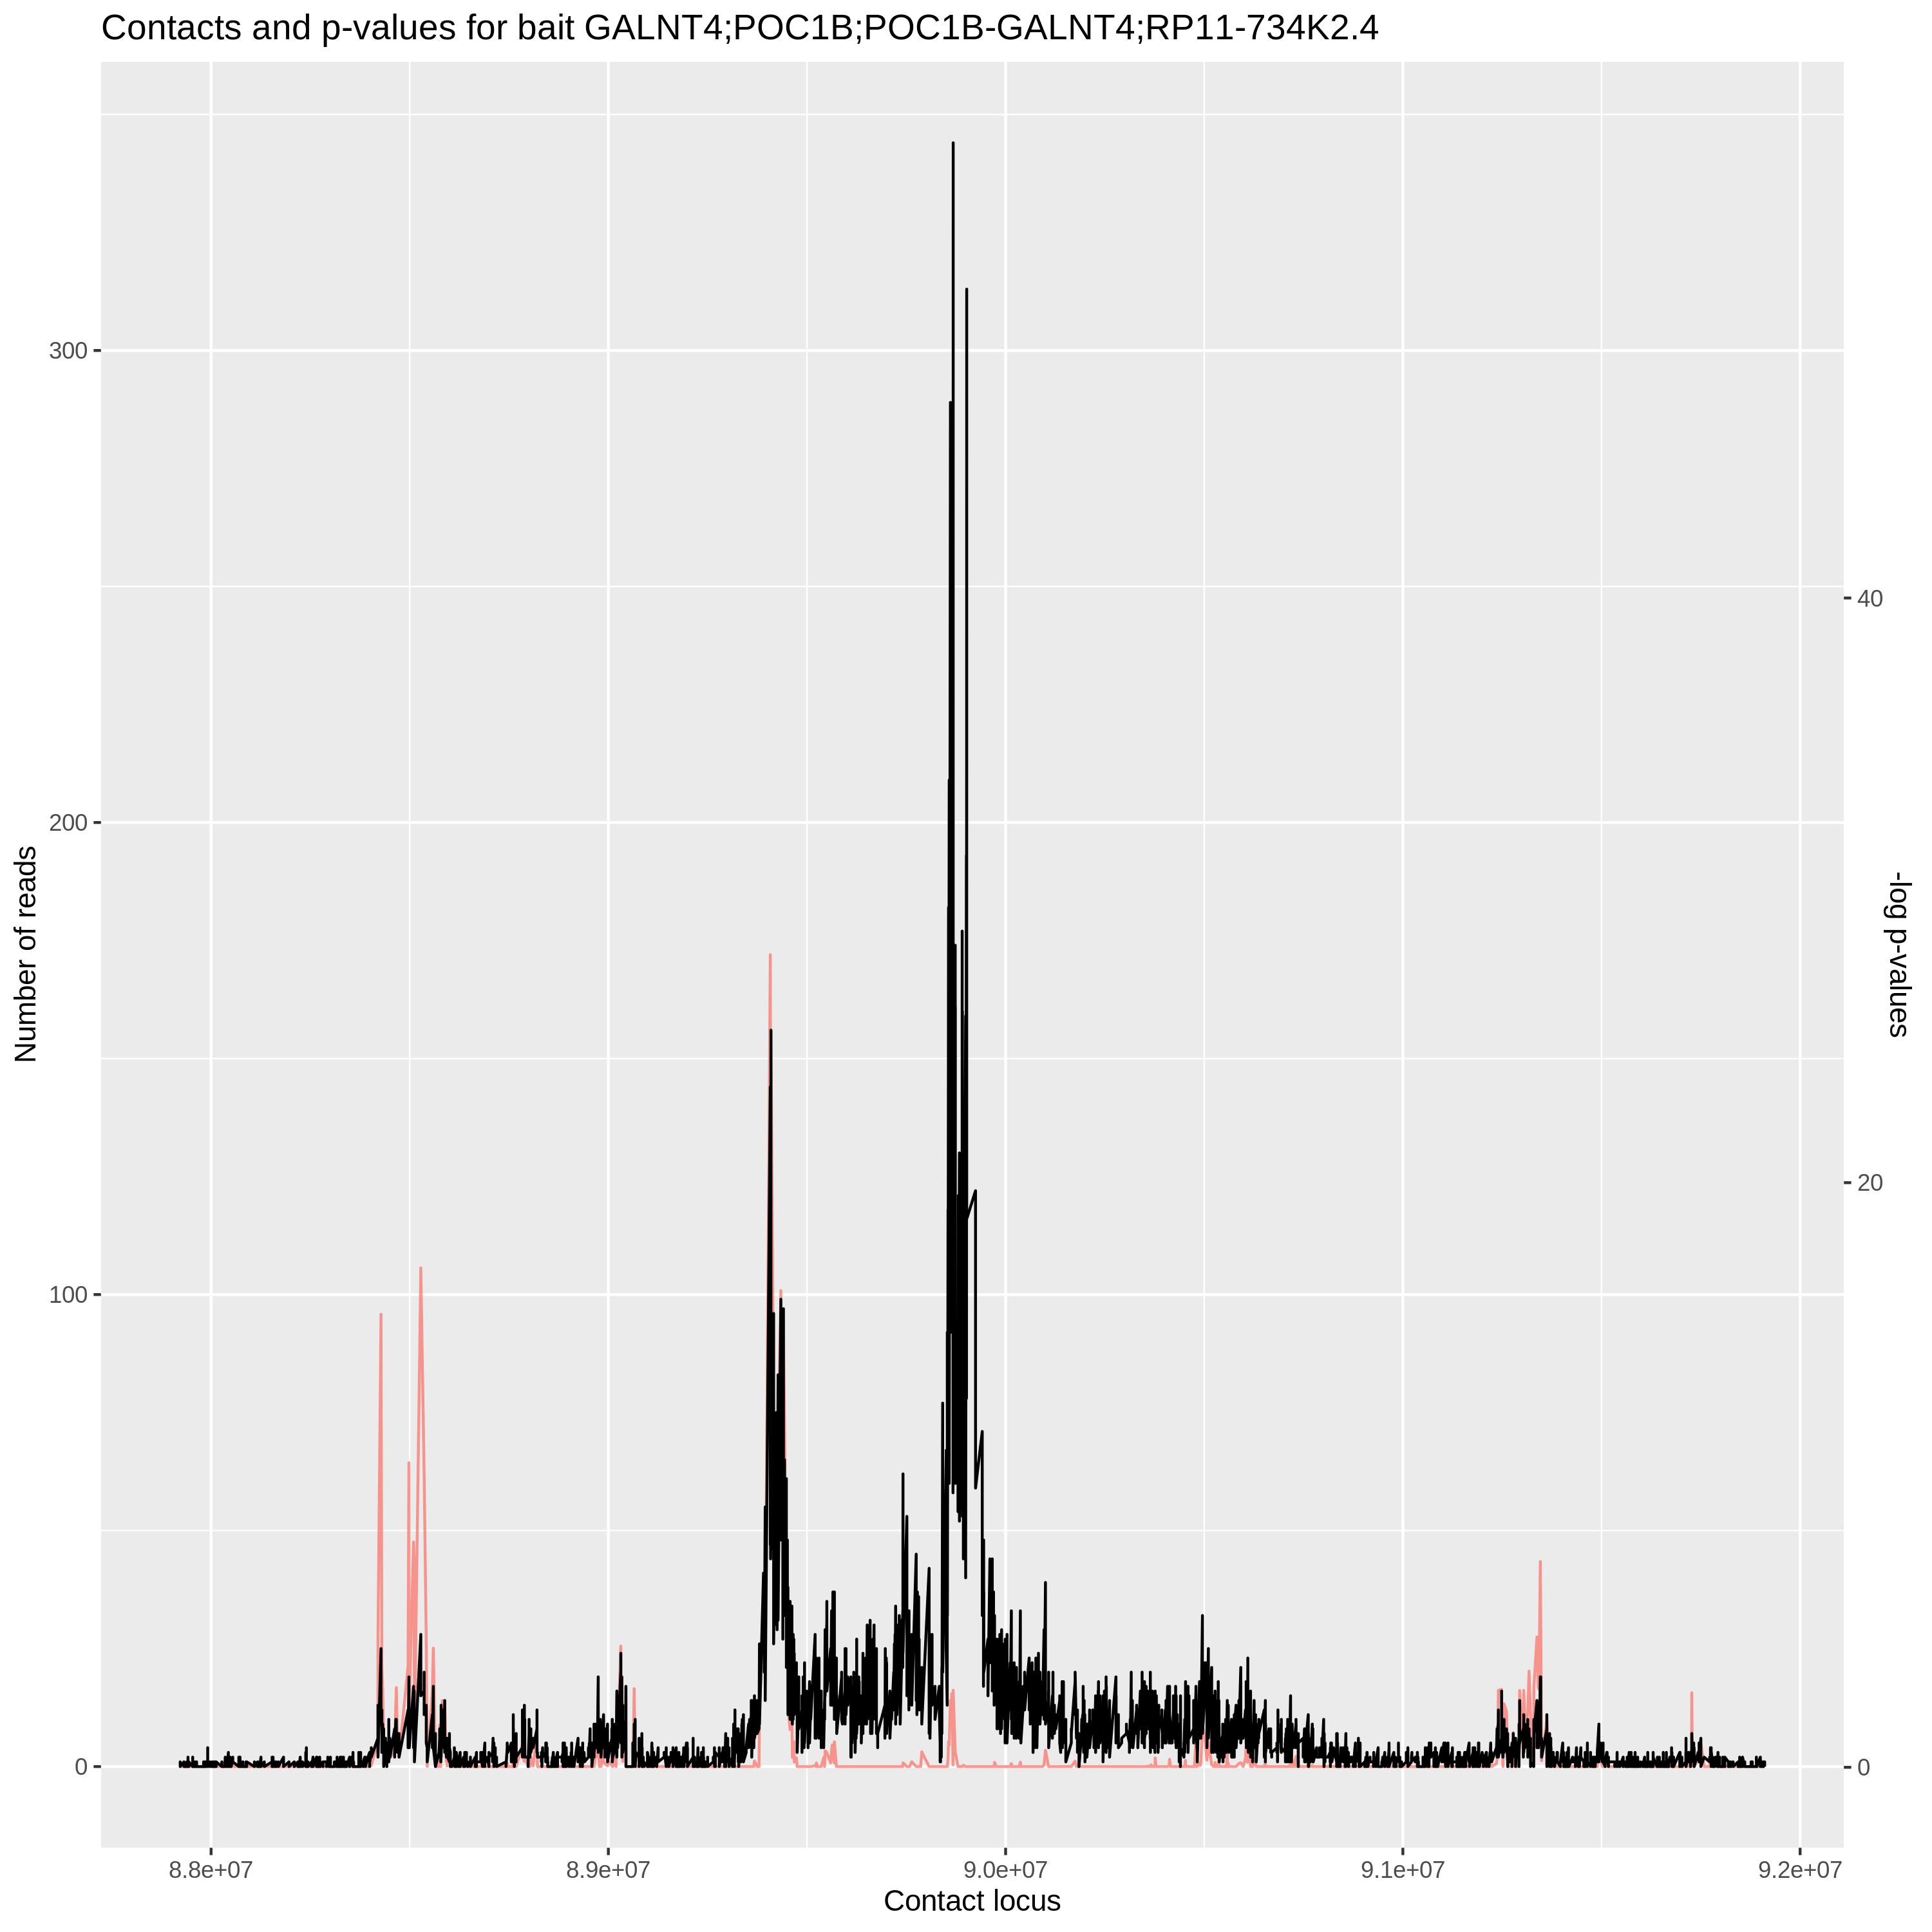 Contacts and p-values for bait GALNT4;POC1B;POC1B-GALNT4;RP11-734K2.4
300
200
100
0
Number of reads
40
20
0
-log p-values
8.8e+07 8.9e+07 9.0e+07 9.1e+07 9.2e+07
Contact locus